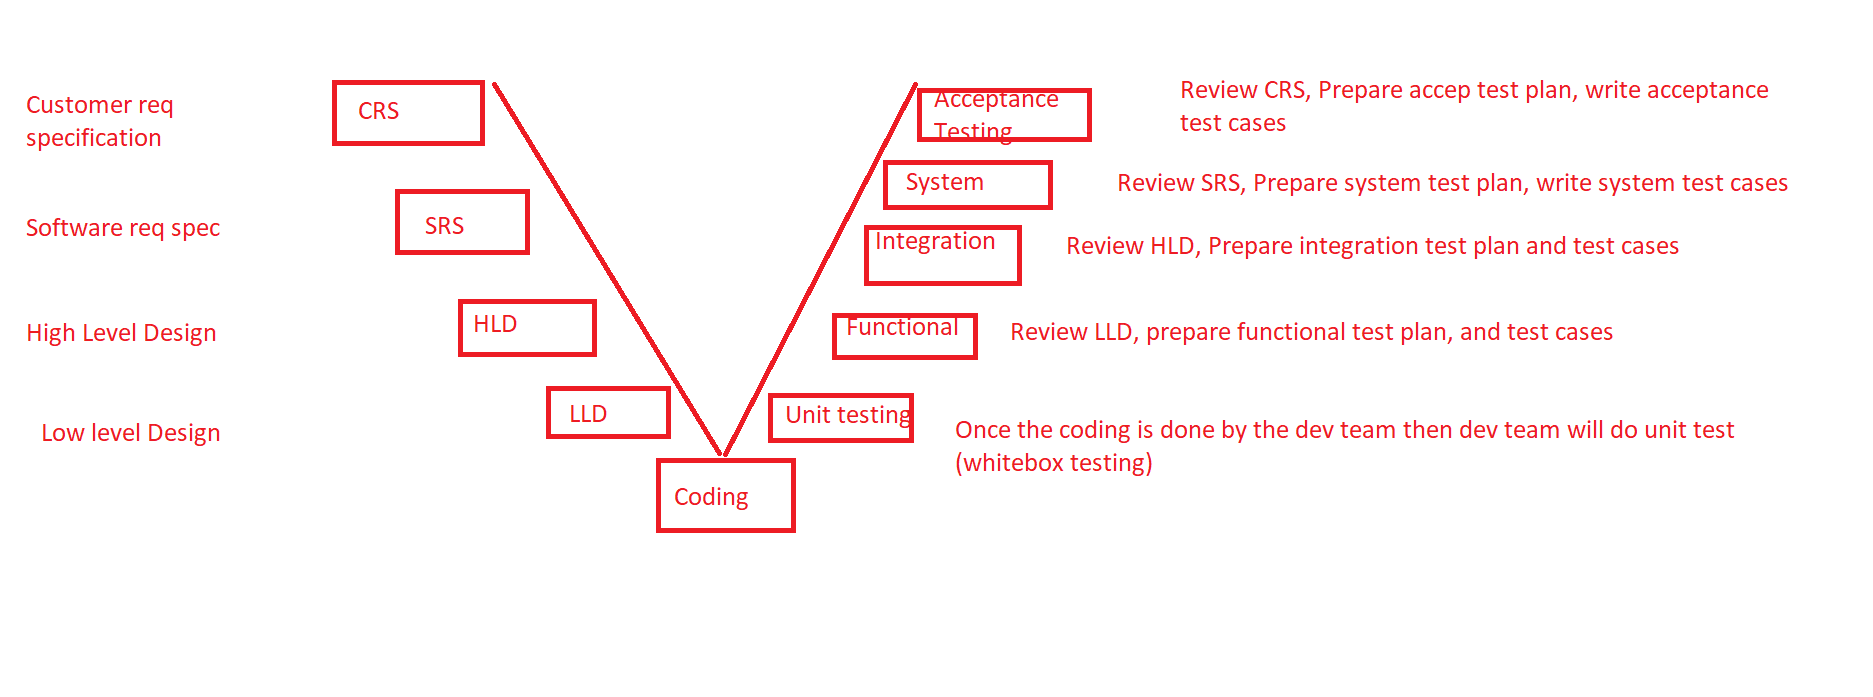 Customer req
specification
CRS
Acceptance
Testing
Review CRS, Prepare accep test plan, write acceptance
test cases
Software req spec
SRS
System
Review SRS, Prepare system test plan, write system test cases
Integration
Review HLD, Prepare integration test plan and test cases
High Level Design
HLD
Functional
Review LLD, prepare functional test plan, and test cases
Low level Design
LLD
Unit testing
Once the coding is done by the dev team then dev team will do unit test
(whitebox testing)
Coding